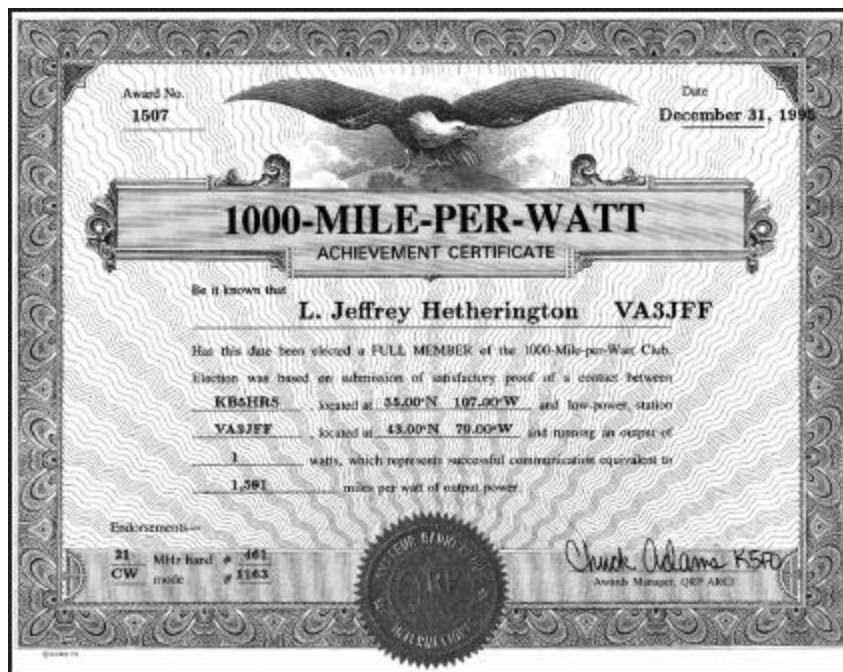 Award No.
1507
Date
December 31, 199
1000-MILE-PER-WATT
ACHIEVEMENT CERTIFICATE
Be it known that
L. Jeffrey Hetherington VA3JFF
Has this date been elected a FULL MEMBER of the 1000-Mile-per-Watt Club.
Election was based on submission of satisfactory proof of a contact between
KB5HRS , located at 35.00°N 107.00°W and low-power station
VA3JFF , located at 43.00°N 79.00°W and running an output of
1 watts, which represents successful communication equivalent to
1,591 miles per watt of output power
Endorsements—
21 MHz band # 461
CW mode # 1163
QRP
Chuck Adams K5FO
Awards Manager, QRP ARCI